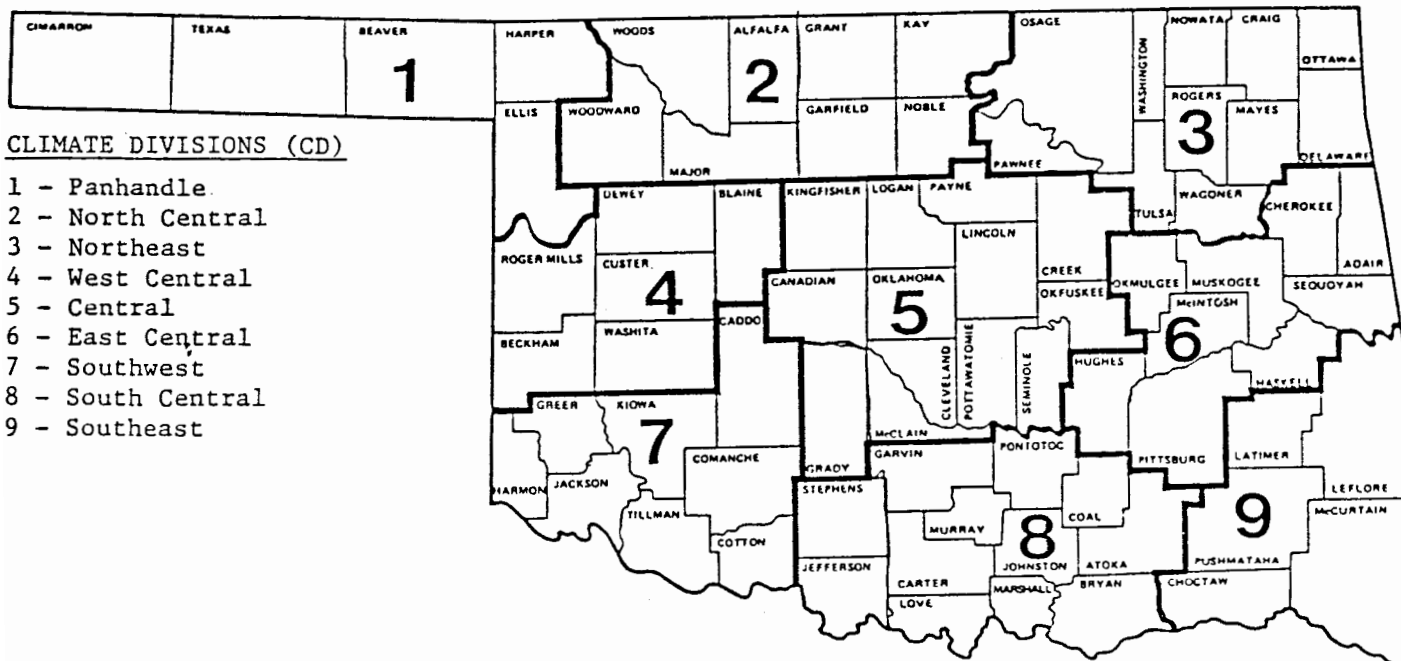 CIMARRON
TEXAS
BEAVER
HARPER
WOODS
ALFALFA
GRANT
KAY
OSAGE
WASHINGTON
NOWATA
CRAIG
OTTAWA
1
2
3
ELLIS
WOODWARD
GARFIELD
NOBLE
ROGERS
MAYES
MAJOR
PAWNEE
DELAWARE
CLIMATE DIVISIONS (CD)
1 - Panhandle
2 - North Central
3 - Northeast
4 - West Central
5 - Central
6 - East Central
7 - Southwest
8 - South Central
9 - Southeast
DEWEY
BLAINE
KINGFISHER
LOGAN
PAYNE
TULSA
WAGONER
CHEROKEE
LINCOLN
ROGER MILLS
CUSTER
4
CANADIAN
OKLAHOMA
5
CREEK
OKMULGEE
MUSKOGEE
ADAIR
SEQUOYAH
OKFUSKEE
McINTOSH
6
BECKHAM
WASHITA
CADDO
CLEVELAND
POTTAWATOMIE
SEMINOLE
HUGHES
HASKELL
GREER
KIOWA
7
McCLAIN
GRADY
GARVIN
PONTOTOC
PITTSBURG
LATIMER
HARMON
JACKSON
COMANCHE
STEPHENS
LEFLORE
TILLMAN
MURRAY
COAL
9
McCURTAIN
COTTON
8
JEFFERSON
JOHNSTON
ATOKA
PUSHMATAHA
CARTER
MARSHALL
BRYAN
CHOCTAW
LOVE